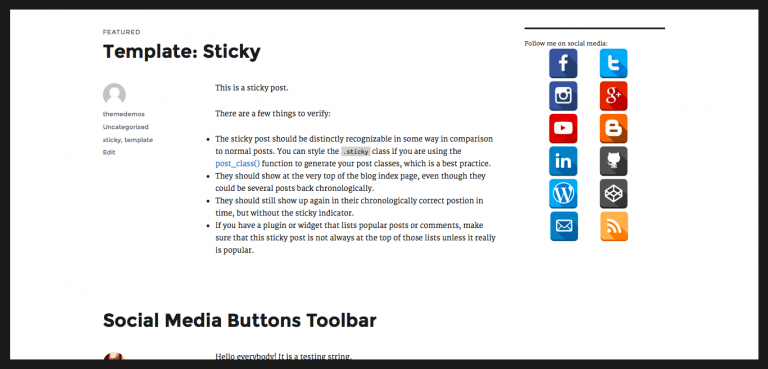 FEATURED
Template: Sticky
themedemos
Uncategorized
sticky, template
Edit
This is a sticky post.
There are a few things to verify:
The sticky post should be distinctly recognizable in some way in comparison
to normal posts. You can style the .sticky class if you are using the
post_class() function to generate your post classes, which is a best practice.
They should show at the very top of the blog index page, even though they
could be several posts back chronologically.
They should still show up again in their chronologically correct postion in
time, but without the sticky indicator.
If you have a plugin or widget that lists popular posts or comments, make
sure that this sticky post is not always at the top of those lists unless it really
is popular.
Follow me on social media:
Social Media Buttons Toolbar
Hello everybody! It is a testing string.